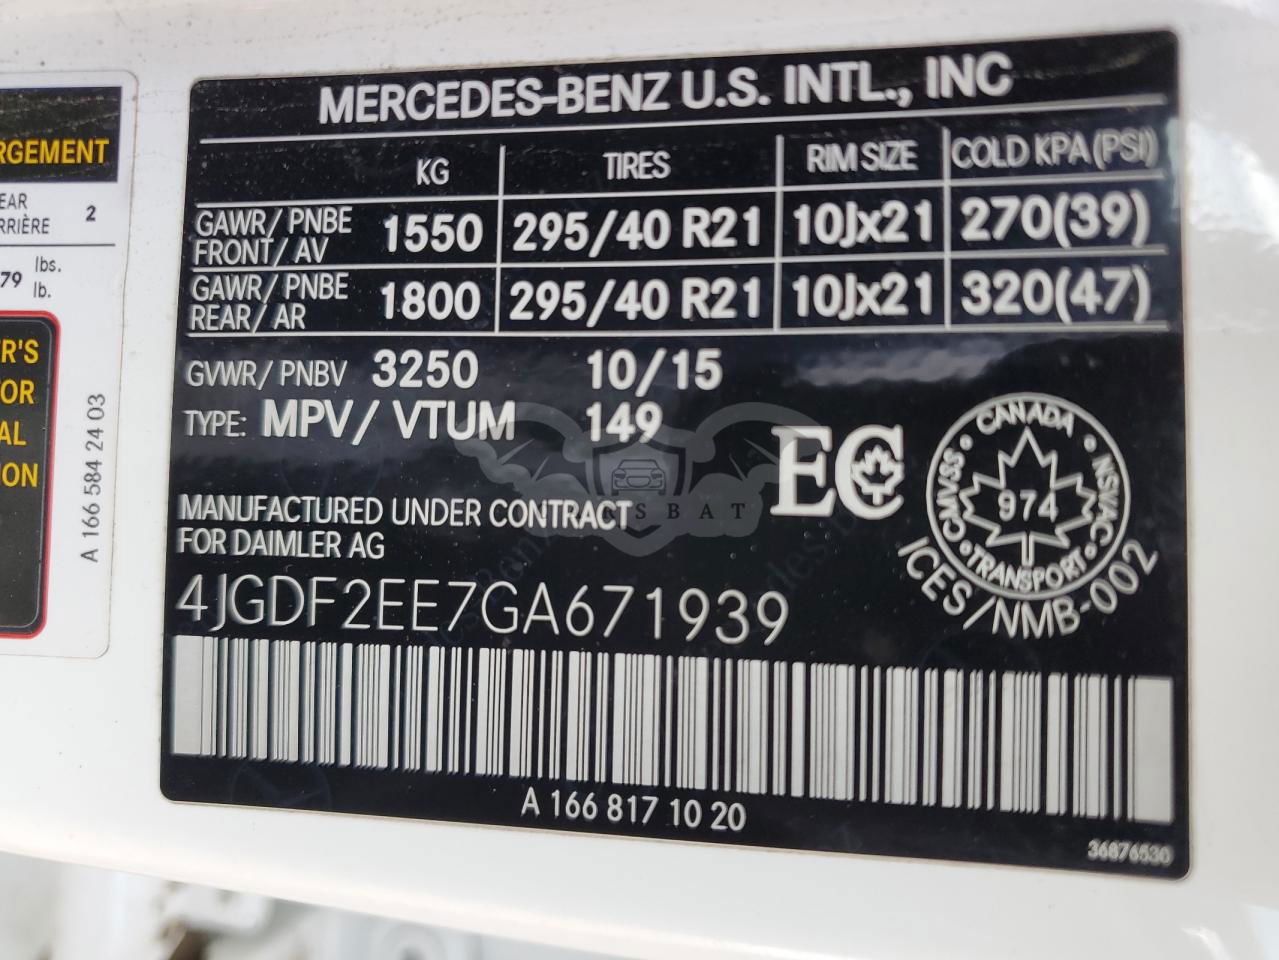 RGEMENT
EAR
RRIÈRE 2
79 lbs.
lb.
R'S
OR
AL
ION
A 166 584 24 03
MERCEDES-BENZ U.S. INTL., INC
KG TIRES RIM SIZE COLD KPA (PSI)
GAWR/ PNBE
FRONT/ AV 1550 295/40 R21 10Jx21 270(39)
GAWR/ PNBE
REAR/ AR 1800 295/40 R21 10Jx21 320(47)
GVWR/ PNBV 3250 10/15
TYPE: MPV/ VTUM 149
EC
CANADA
974
TRANSPORT
NSVAC
SSAMC
ICES/NMB-002
MANUFACTURED UNDER CONTRACT
FOR DAIMLER AG
4JGDF2EE7GA671939
A 166 817 10 20
36876530